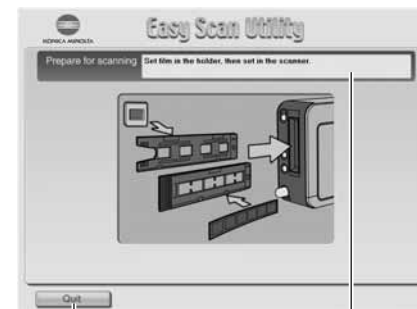 KONICA MINOLTA
Easy Scan Utility
Prepare for scanning
Set film in the holder, then set in the scanner.
Quit